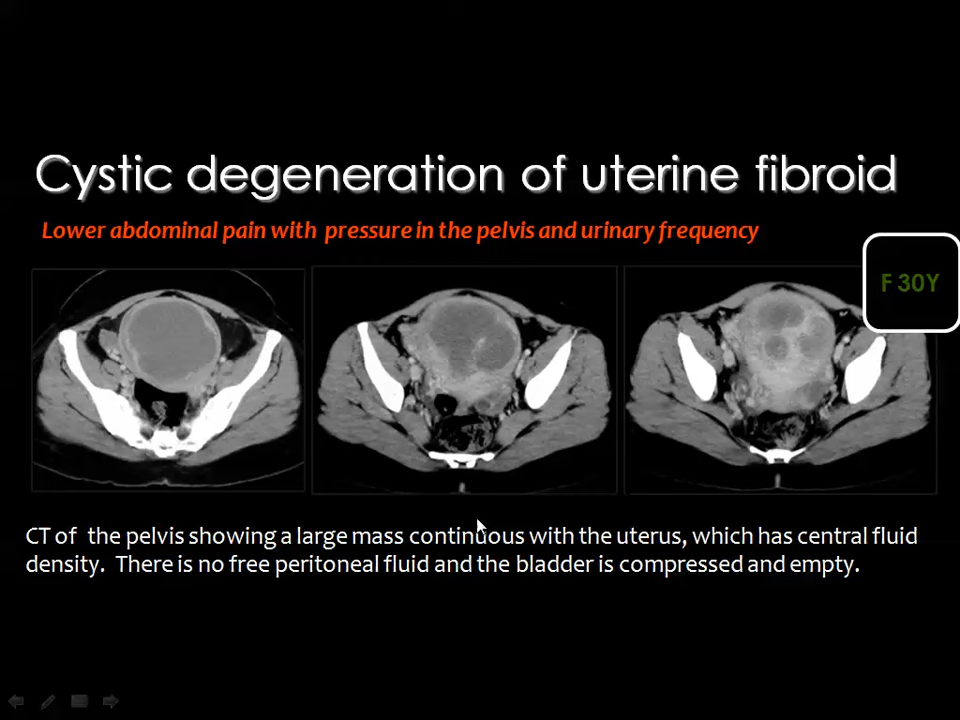 Cystic degeneration of uterine fibroid
Lower abdominal pain with pressure in the pelvis and urinary frequency
F 30Y
CT of the pelvis showing a large mass continuous with the uterus, which has central fluid
density. There is no free peritoneal fluid and the bladder is compressed and empty.